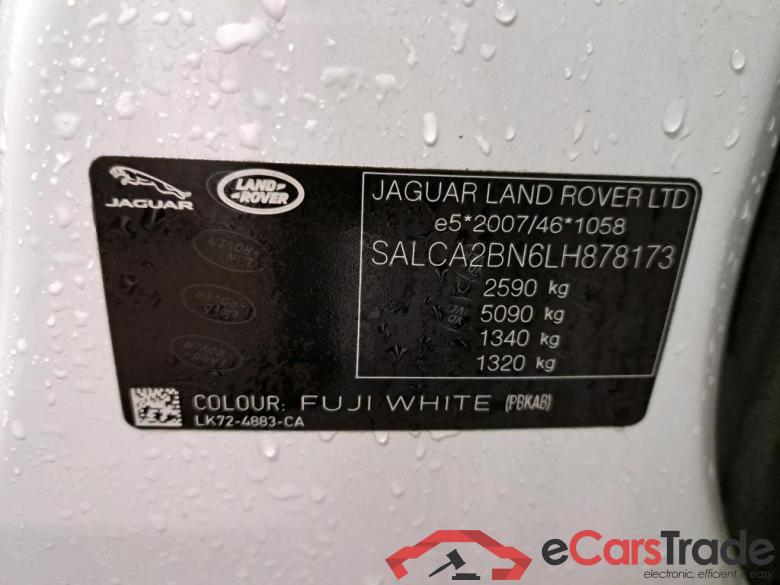 JAGUAR
LAND ROVER
JAGUAR LAND ROVER LTD
e5*2007/46*1058
SALCA2BN6LH878173
2590 kg
5090 kg
1340 kg
1320 kg
COLOUR: FUJI WHITE (PBKAB)
LK72-4883-CA
eCarsTrade
electronic, efficient & easy